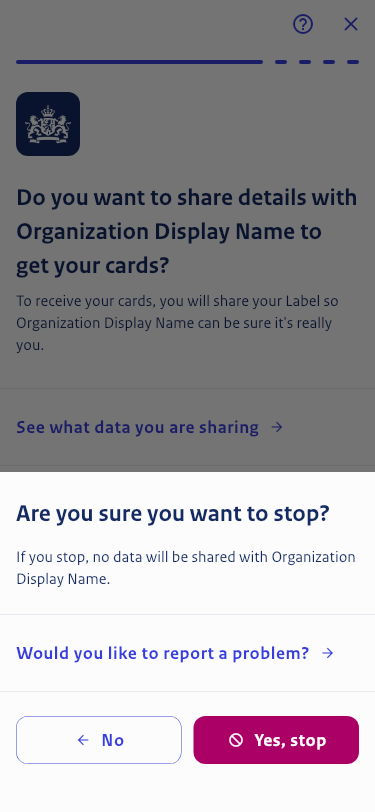 Do you want to share details with
Organization Display Name to
get your cards?
To receive your cards, you will share your Label so
Organization Display Name can be sure it's really
you.
See what data you are sharing
Are you sure you want to stop?
If you stop, no data will be shared with Organization
Display Name.
Would you like to report a problem?
No
Yes, stop